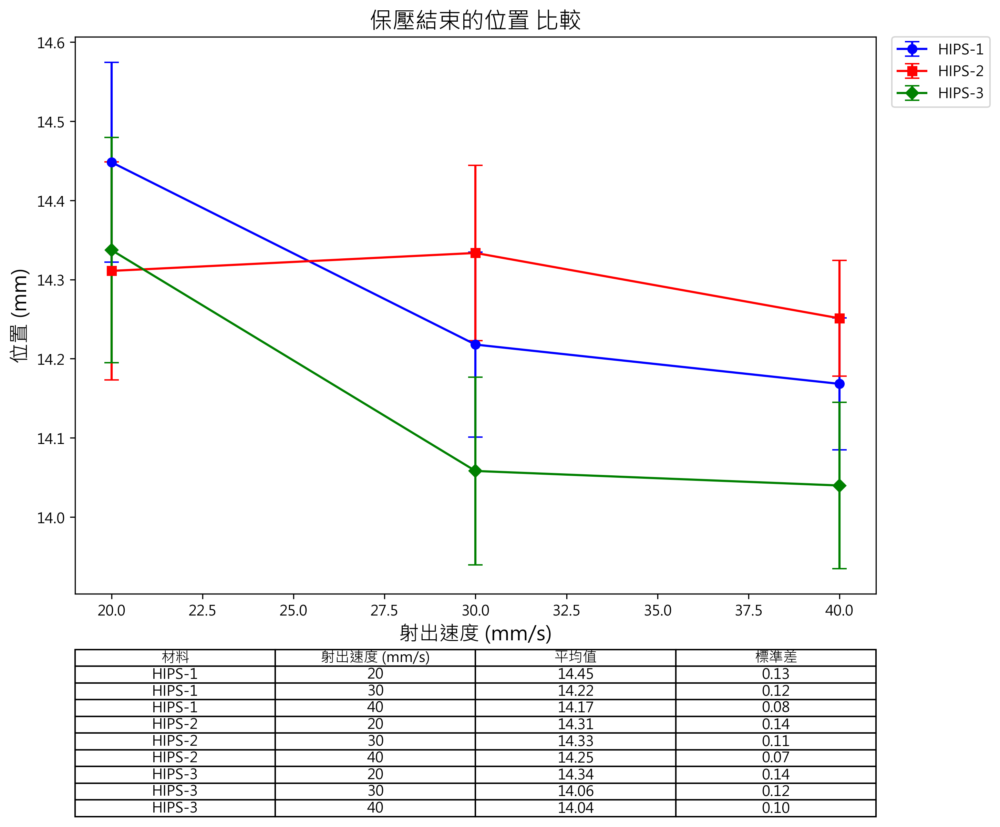 保壓結束的位置 比較
14.6
14.5
14.4
14.3
14.2
14.1
14.0
位置 (mm)
HIPS-1
HIPS-2
HIPS-3
20.0 22.5 25.0 27.5 30.0 32.5 35.0 37.5 40.0
射出速度 (mm/s)
材料 射出速度 (mm/s) 平均值 標準差
HIPS-1 20 14.45 0.13
HIPS-1 30 14.22 0.12
HIPS-1 40 14.17 0.08
HIPS-2 20 14.31 0.14
HIPS-2 30 14.33 0.11
HIPS-2 40 14.25 0.07
HIPS-3 20 14.34 0.14
HIPS-3 30 14.06 0.12
HIPS-3 40 14.04 0.10